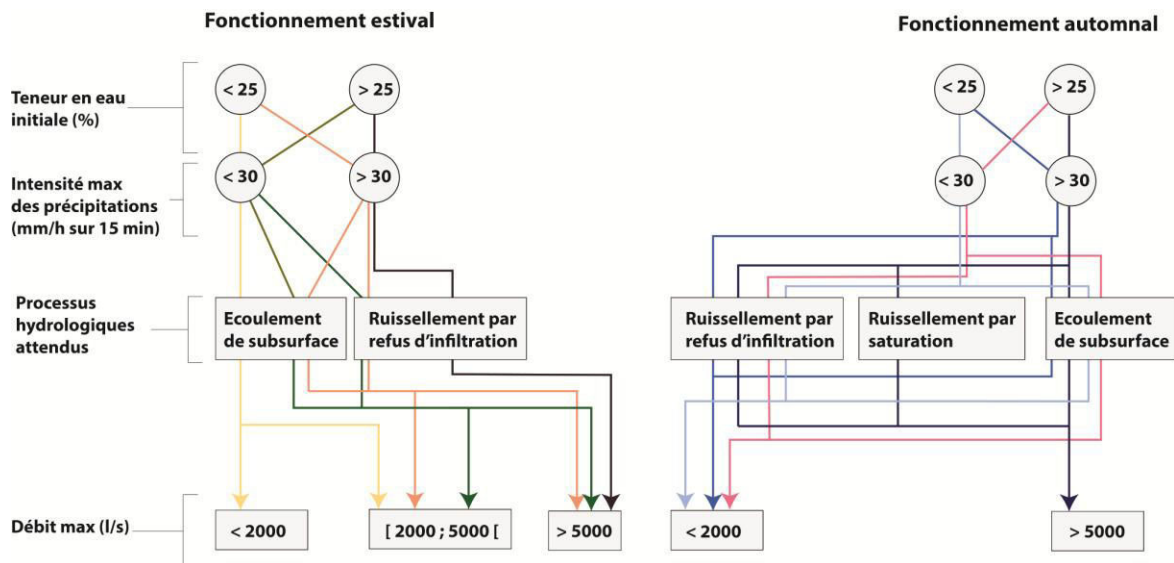 Fonctionnement estival
Fonctionnement automnal
Teneur en eau
initiale (%)
< 25
> 25
< 25
> 25
Intensité max
des précipitations
(mm/h sur 15 min)
< 30
> 30
< 30
> 30
Processus
hydrologiques
attendus
Ecoulement
de subsurface
Ruissellement par
refus d'infiltration
Ruissellement par
refus d'infiltration
Ruissellement par
saturation
Ecoulement
de subsurface
Débit max (l/s)
< 2000
[ 2000 ; 5000 [
> 5000
< 2000
> 5000